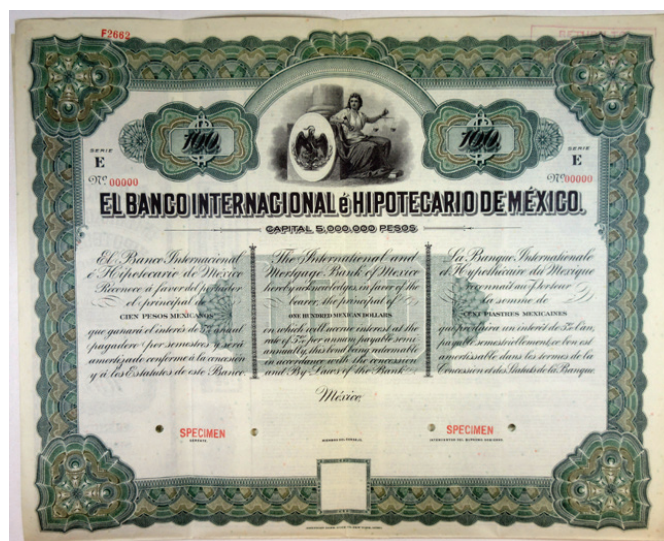 F2662
SERIE
E
Nº 00000
100
100
SERIE
E
Nº 00000
EL BANCO INTERNACIONAL é HIPOTECARIO DE MÉXICO.
CAPITAL 5.000.000 PESOS
El Banco Internacional
é Hipotecario de México
Reconoce á favor del portador
el principal de
CIEN PESOS MEXICANOS
que ganará el interés de 5% anual
pagadero por semestres y será
amortizado conforme á la concesión
y á los Estatutos de este Banco.
The International and
Mortgage Bank of Mexico
hereby acknowledges, in favor of the
bearer, the principal of
ONE HUNDRED MEXICAN DOLLARS
in which will accrue interest at the
rate of 5% per annum, payable semi-
annually, this bond being redeemable
in accordance with the concession
and By-Laws of the Bank
La Banque Internationale
et Hypothécaire du Mexique
reconnait au Porteur
la somme de
CENT PIASTRES MEXICAINES
que produira un intérêt de 5% l'an,
payable semestriellement, ce bon est
amortissable dans les termes de la
Concession et des Statuts de la Banque.
México,
SPECIMEN
SPECIMEN